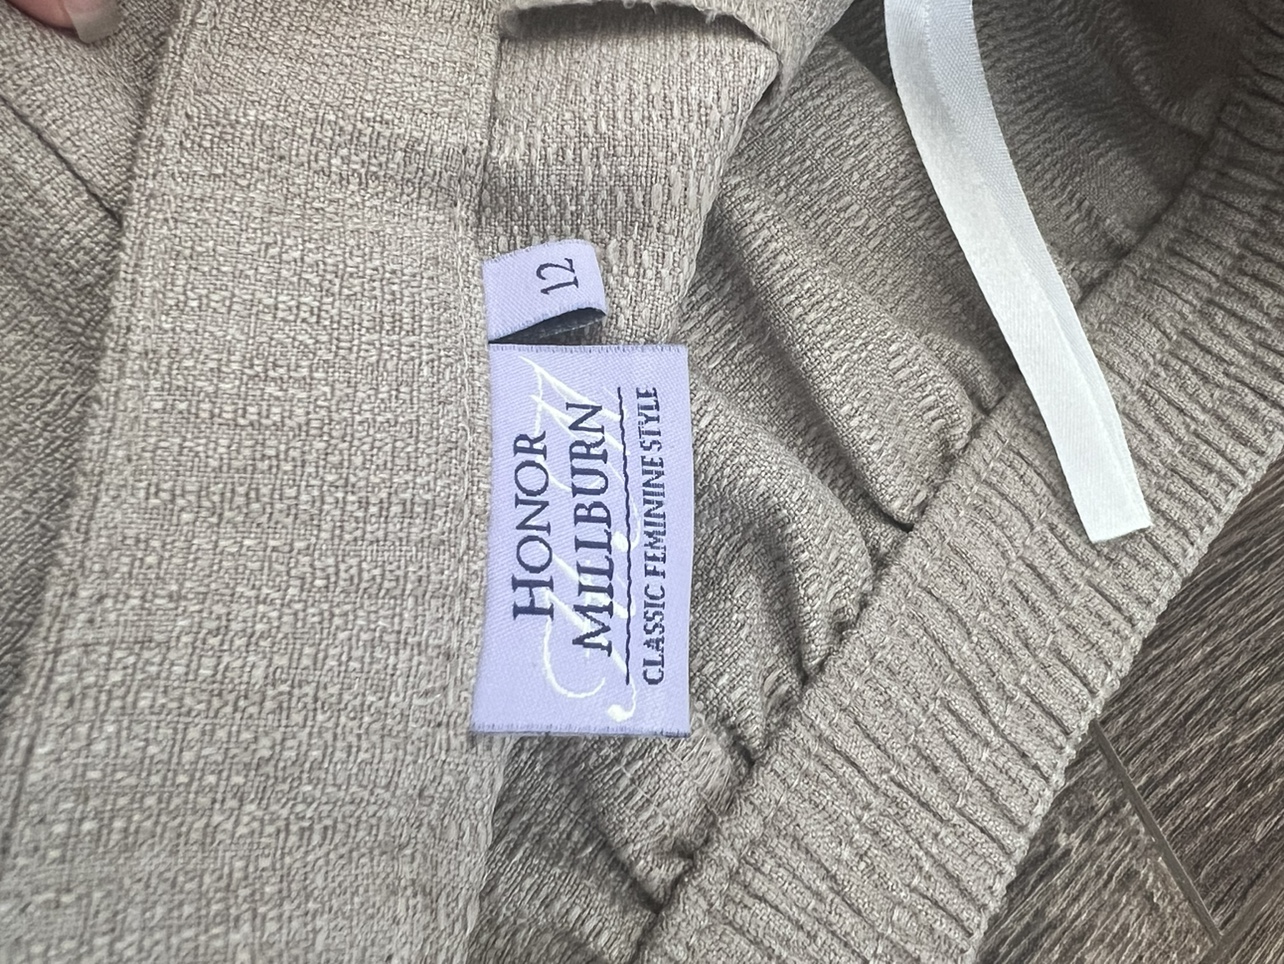 12
HONOR
MILLBURN
CLASSIC FEMININE STYLE